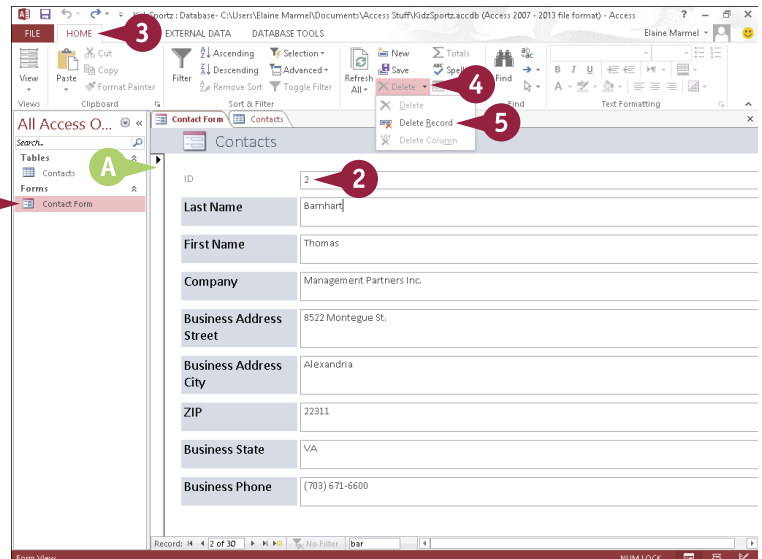 Sportz : Database- C:\Users\Elaine Marmel\Documents\Access Stuff\KidzSportz.accdb (Access 2007 - 2013 file format) - Access
FILE HOME EXTERNAL DATA DATABASE TOOLS Elaine Marmel
3
View Paste Cut Copy Format Painter
Filter Ascending Descending Remove Sort Selection Advanced Toggle Filter
Refresh All New Save Delete Totals Find
B I U
A
Views Clipboard Sort & Filter Find Text Formatting
4
Delete
Delete Record
5
Delete Column
All Access O...
Search..
Tables
Contacts
Forms
Contact Form
Contact Form Contacts
Contacts
A
ID 2
2
Last Name Barnhart
First Name Thomas
Company Management Partners Inc.
Business Address Street 8522 Montegue St.
Business Address City Alexandria
ZIP 22311
Business State VA
Business Phone (703) 671-6600
Record: 2 of 30 No Filter bar
Form View NUM LOCK